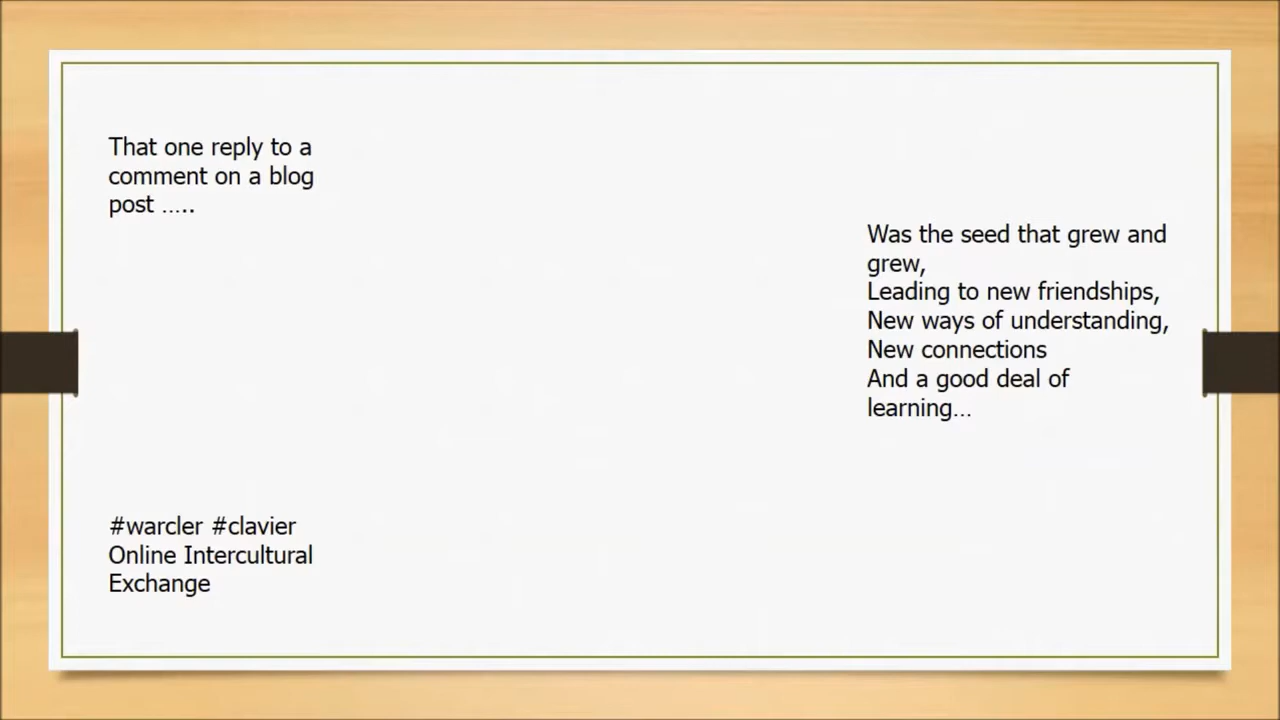 That one reply to a
comment on a blog
post …..
Was the seed that grew and
grew,
Leading to new friendships,
New ways of understanding,
New connections
And a good deal of
learning…
#warcler #clavier
Online Intercultural
Exchange